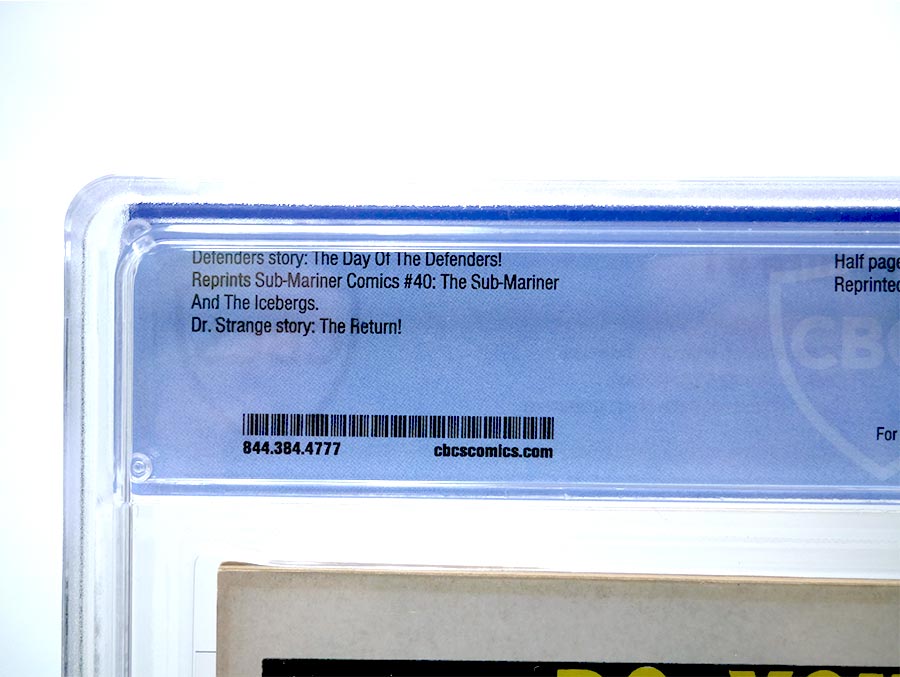 Defenders story: The Day Of The Defenders!
Reprints Sub-Mariner Comics #40: The Sub-Mariner
And The Icebergs.
Dr. Strange story: The Return!
Half page
Reprinted
CBC
For
844.384.4777 cbcscomics.com